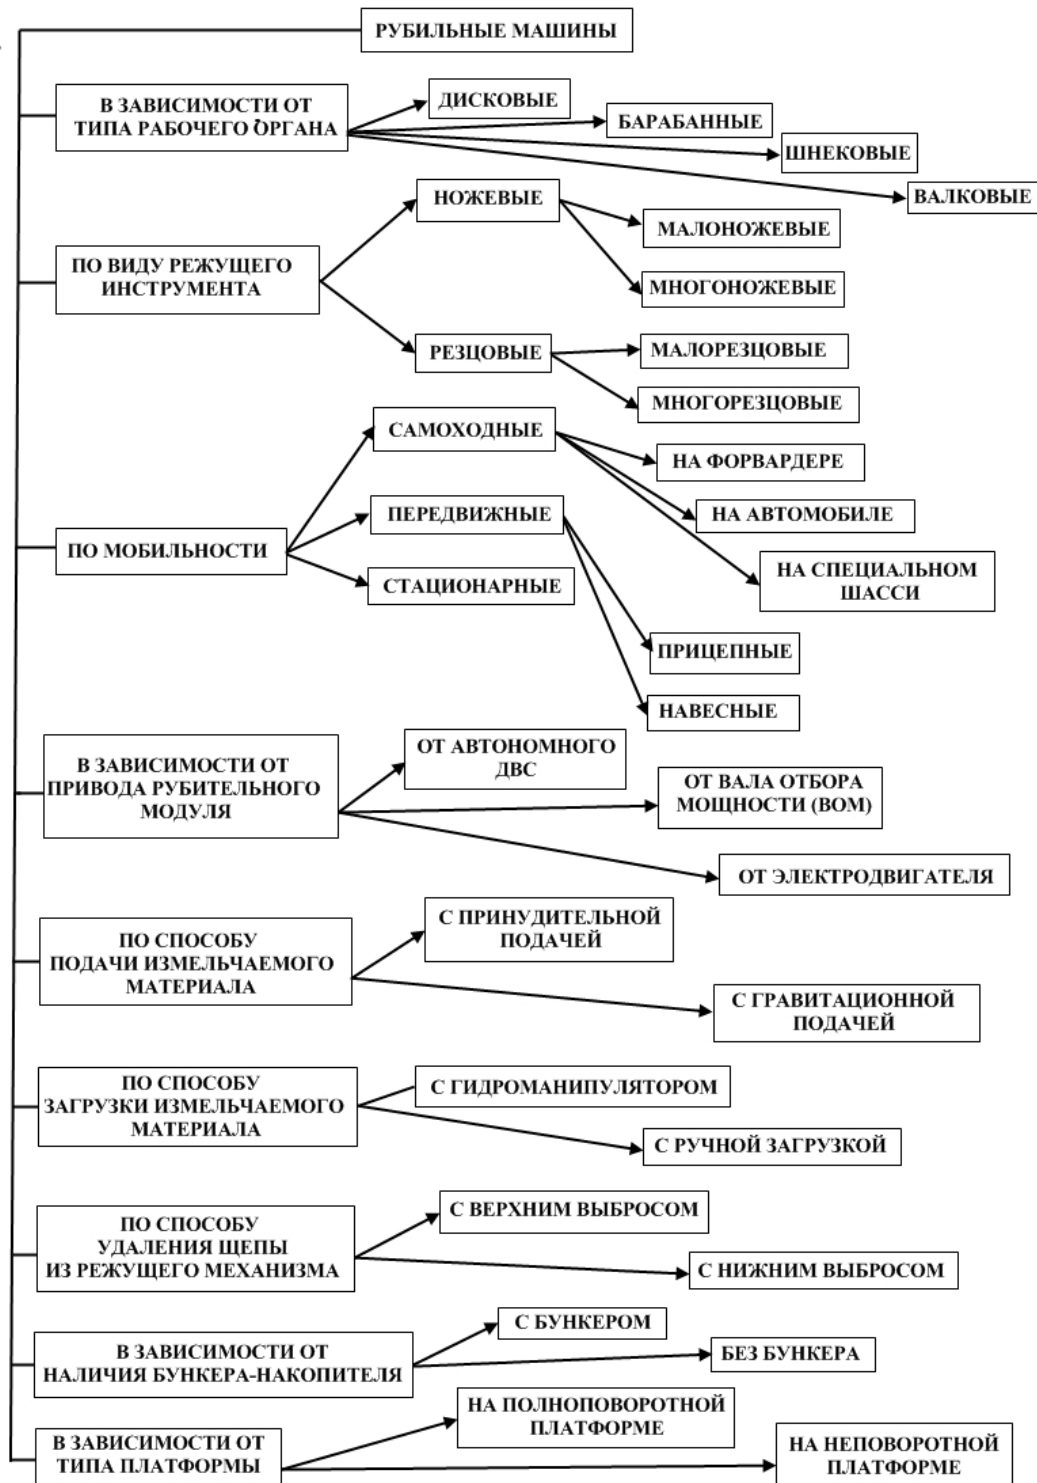 РУБИЛЬНЫЕ МАШИНЫ
В ЗАВИСИМОСТИ ОТ
ТИПА РАБОЧЕГО ОРГАНА
ДИСКОВЫЕ
БАРАБАННЫЕ
ШНЕКОВЫЕ
ВАЛКОВЫЕ
ПО ВИДУ РЕЖУЩЕГО
ИНСТРУМЕНТА
НОЖЕВЫЕ
МАЛОНОЖЕВЫЕ
МНОГОНОЖЕВЫЕ
РЕЗЦОВЫЕ
МАЛОРЕЗЦОВЫЕ
МНОГОРЕЗЦОВЫЕ
ПО МОБИЛЬНОСТИ
САМОХОДНЫЕ
НА ФОРВАРДЕРЕ
НА АВТОМОБИЛЕ
НА СПЕЦИАЛЬНОМ
ШАССИ
ПЕРЕДВИЖНЫЕ
ПРИЦЕПНЫЕ
НАВЕСНЫЕ
СТАЦИОНАРНЫЕ
В ЗАВИСИМОСТИ ОТ
ПРИВОДА РУБИТЕЛЬНОГО
МОДУЛЯ
ОТ АВТОНОМНОГО
ДВС
ОТ ВАЛА ОТБОРА
МОЩНОСТИ (ВОМ)
ОТ ЭЛЕКТРОДВИГАТЕЛЯ
ПО СПОСОБУ
ПОДАЧИ ИЗМЕЛЬЧАЕМОГО
МАТЕРИАЛА
С ПРИНУДИТЕЛЬНОЙ
ПОДАЧЕЙ
С ГРАВИТАЦИОННОЙ
ПОДАЧЕЙ
ПО СПОСОБУ
ЗАГРУЗКИ ИЗМЕЛЬЧАЕМОГО
МАТЕРИАЛА
С ГИДРОМАНИПУЛЯТОРОМ
С РУЧНОЙ ЗАГРУЗКОЙ
ПО СПОСОБУ
УДАЛЕНИЯ ЩЕПЫ
ИЗ РЕЖУЩЕГО МЕХАНИЗМА
С ВЕРХНИМ ВЫБРОСОМ
С НИЖНИМ ВЫБРОСОМ
В ЗАВИСИМОСТИ ОТ
НАЛИЧИЯ БУНКЕРА-НАКОПИТЕЛЯ
С БУНКЕРОМ
БЕЗ БУНКЕРА
В ЗАВИСИМОСТИ ОТ
ТИПА ПЛАТФОРМЫ
НА ПОЛНОПОВОРОТНОЙ
ПЛАТФОРМЕ
НА НЕПОВОРОТНОЙ
ПЛАТФОРМЕ